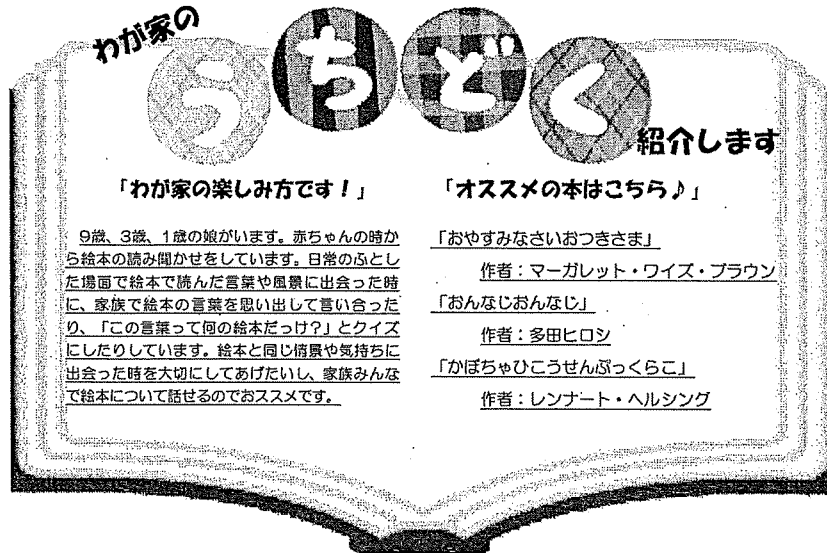 わが家の
うちどく
紹介します
「わが家の楽しみ方です！」
9歳、3歳、1歳の娘がいます。赤ちゃんの時か
ら絵本の読み聞かせをしています。日常のふとし
た場面で絵本で読んだ言葉や風景に出会った時
に、家族で絵本の言葉を思い出して言い合った
り、「この言葉って何の絵本だっけ？」とクイズ
にしたりしています。絵本と同じ情景や気持ちに
出会った時を大切にしてあげたいし、家族みんな
で絵本について話せるのでおススメです。
「オススメの本はこちら♪」
「おやすみなさいおつきさま」
作者：マーガレット・ワイズ・ブラウン
「おんなじおんなじ」
作者：多田ヒロシ
「かぼちゃひこうせんぷっくらこ」
作者：レンナート・ヘルシング